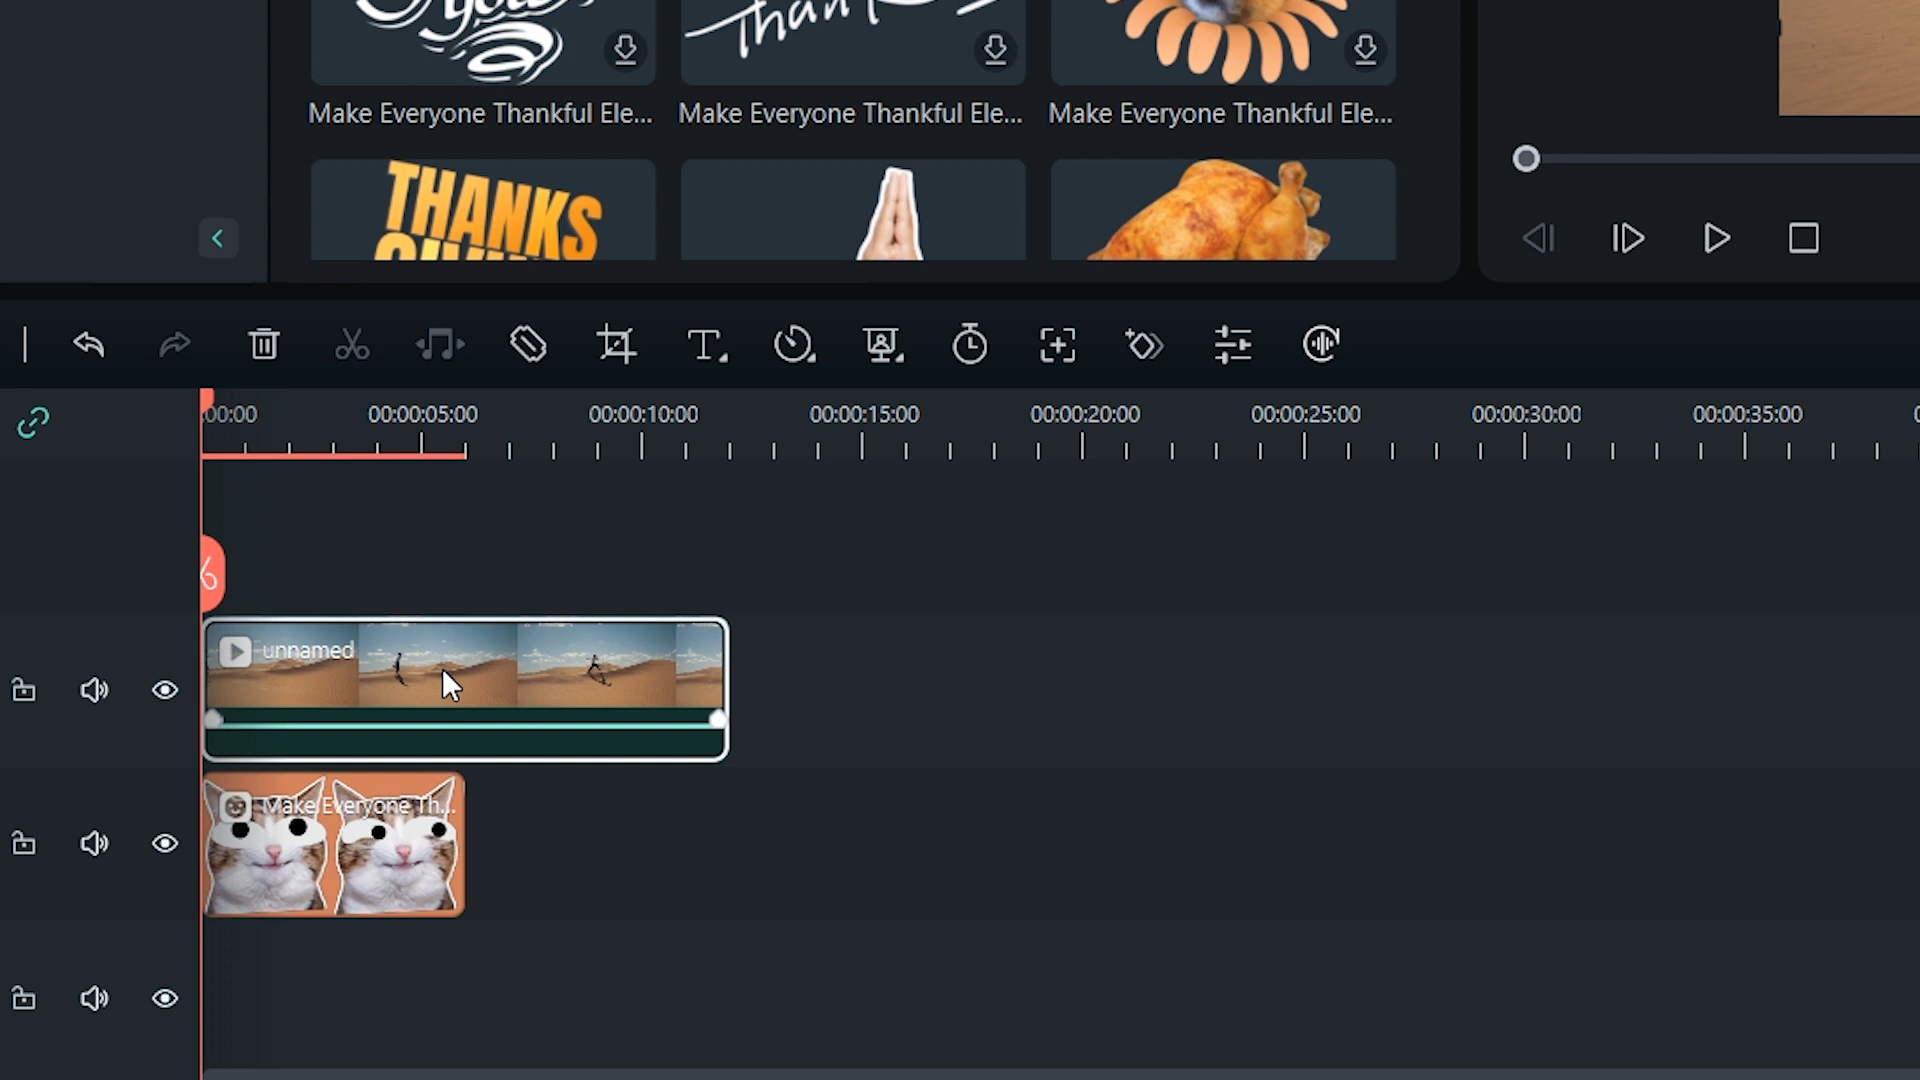 you
Thank
Make Everyone Thankful Ele...
Make Everyone Thankful Ele...
Make Everyone Thankful Ele...
THANKS
00:00
00:00:05:00
00:00:10:00
00:00:15:00
00:00:20:00
00:00:25:00
00:00:30:00
00:00:35:00
unnamed
Make Everyone Th...